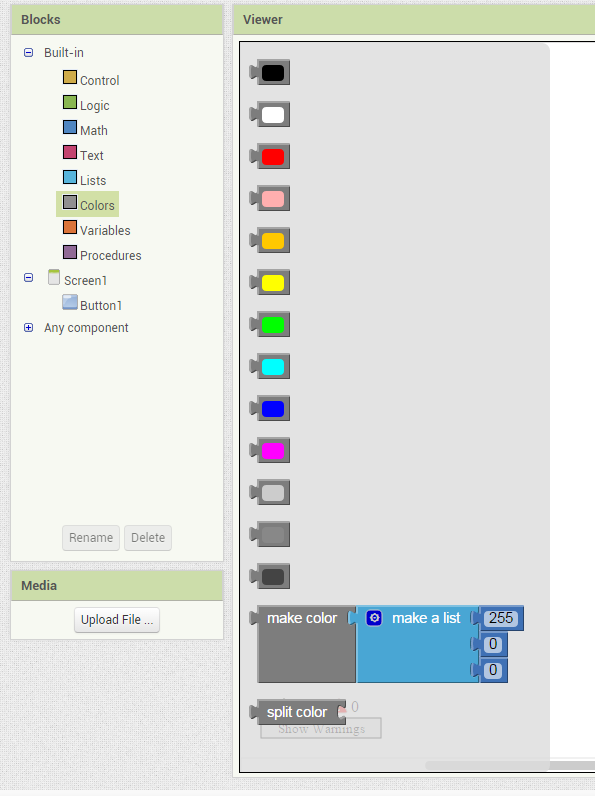 Blocks
Viewer
Built-in
Control
Logic
Math
Text
Lists
Colors
Variables
Procedures
Screen1
Button1
Any component
Rename
Delete
Media
Upload File ...
make color
make a list
255
0
0
split color
0
Show Warnings